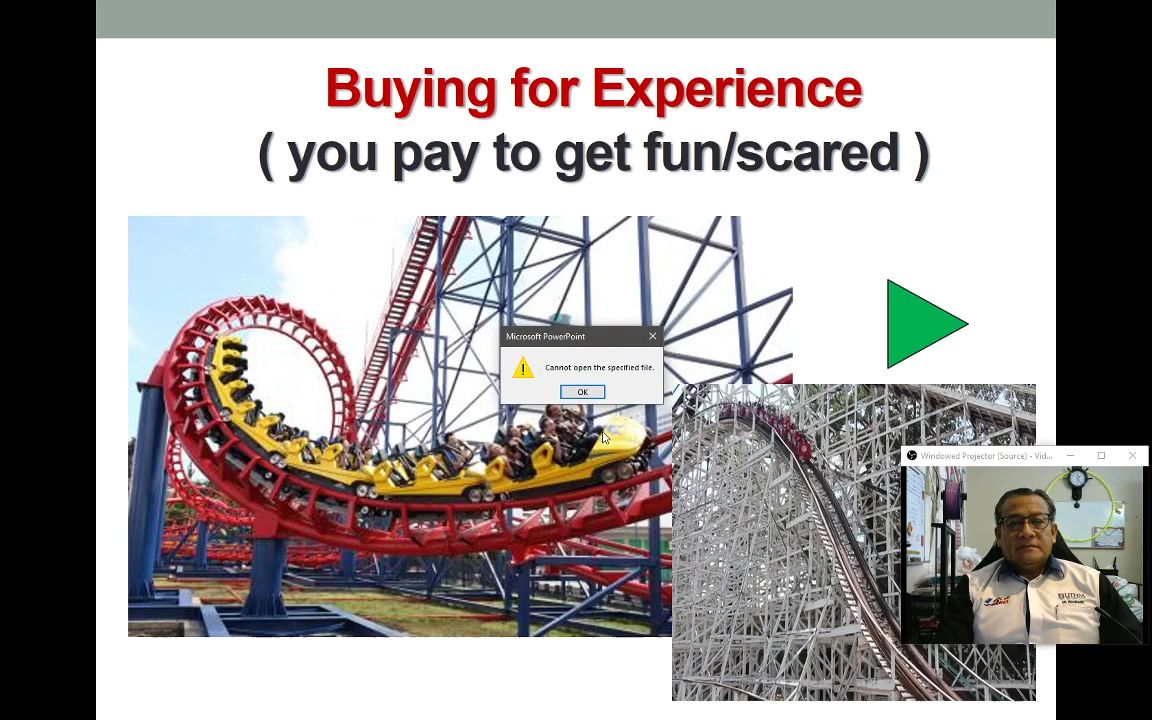 Buying for Experience
( you pay to get fun/scared )
Microsoft PowerPoint
Cannot open the specified file.
OK
Windowed Projector (Source) - Vid...